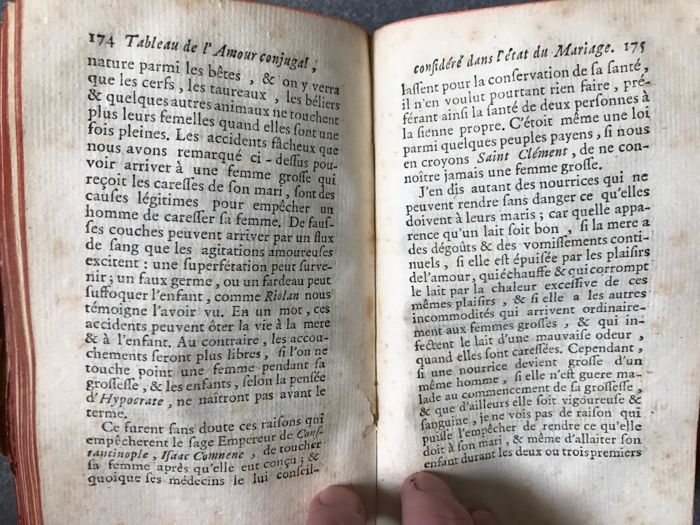 174 Tableau de l'Amour conjugal,
nature parmi les bêtes, & on y verra
que les cerfs, les taureaux, les béliers
& quelques autres animaux ne touchent
plus leurs femelles quand elles sont une
fois pleines. Les accidents fâcheux que
nous avons remarqué ci-dessus pou-
voir arriver à une femme grosse qui
reçoit les caresses de son mari, sont des
causes légitimes pour empêcher un
homme de caresser sa femme. De faus-
ses couches peuvent arriver par un flux
de sang que les agitations amoureuses
excitent : une superfétation peut surve-
nir ; un faux germe, ou un fardeau peut
suffoquer l'enfant, comme Riolan nous
témoigne l'avoir vu. En un mot, ces
accidents peuvent ôter la vie à la mere
& à l'enfant. Au contraire, les accou-
chements seront plus libres, si l'on ne
touche point une femme pendant sa
grossesse, & les enfants, selon la pensée
d'Hypocrate, ne naîtront pas avant le
terme.
Ce furent sans doute ces raisons qui
empêcherent le sage Empereur de Cons-
tantinople, Isaac Comnene, de toucher
sa femme après qu'elle eut conçu ; &
quoique ses médecins le lui conseil-
considéré dans l'état du Mariage. 175
lassent pour la conservation de sa santé,
il n'en voulut pourtant rien faire, pré-
férant ainsi la santé de deux personnes à
la sienne propre. C'étoit même une loi
parmi quelques peuples payens, si nous
en croyons Saint Clément, de ne con-
noître jamais une femme grosse.
J'en dis autant des nourrices qui ne
peuvent rendre sans danger ce qu'elles
doivent à leurs maris ; car quelle appa-
rence qu'un lait soit bon, si la mere a
des dégoûts & des vomissements conti-
nuels, si elle est épuisée par les plaisirs
de l'amour, qui échauffe & qui corrompt
le lait par la chaleur excessive de ces
mêmes plaisirs, & si elle a les autres
incommodités qui arrivent ordinaire-
ment aux femmes grosses, & qui in-
fectent le lait d'une mauvaise odeur,
quand elles sont caressées. Cependant,
si une nourrice devient grosse d'un
même homme, si elle n'est guere ma-
lade au commencement de sa grossesse,
& que d'ailleurs elle soit vigoureuse &
sanguine, je ne vois pas de raison qui
puisse l'empêcher de rendre ce qu'elle
doit à son mari, & même d'allaiter son
enfant durant les deux ou trois premiers